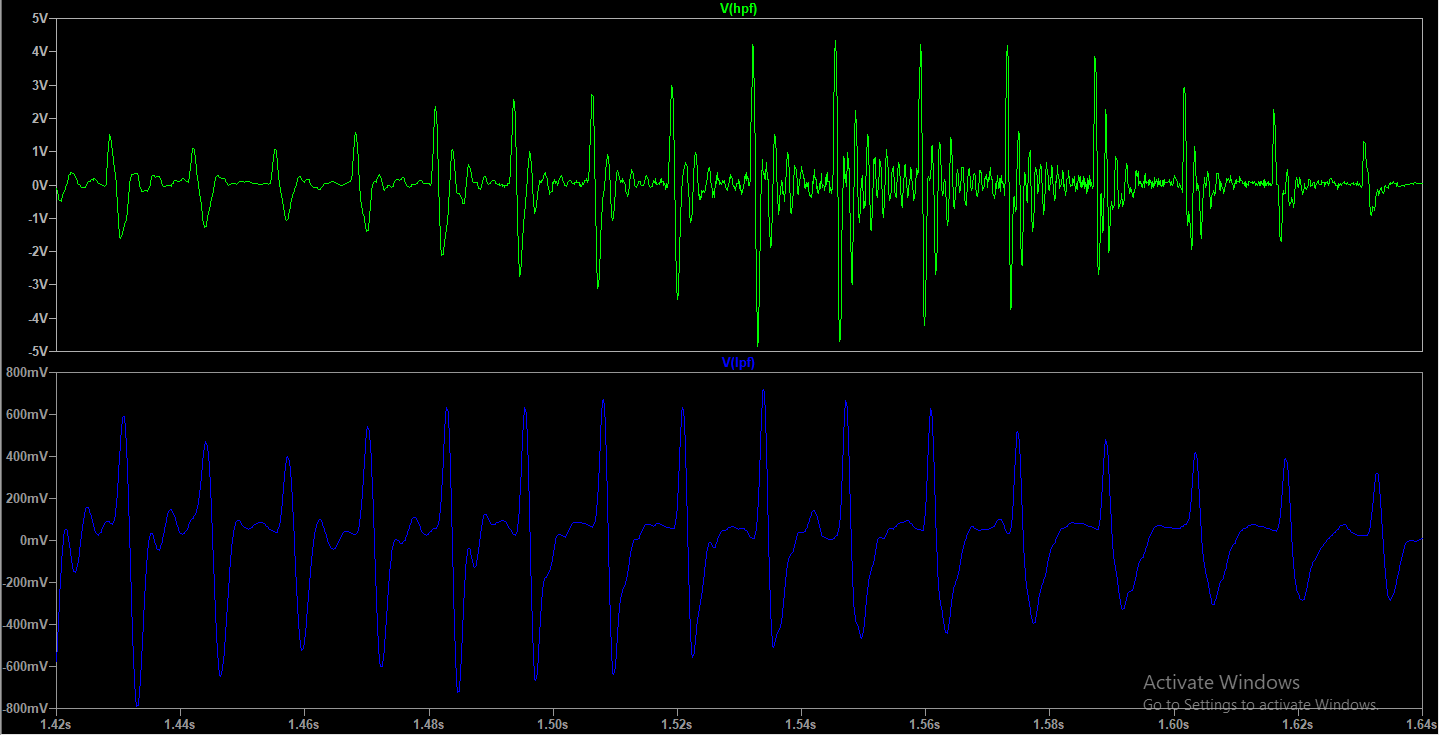 V(hpf)
5V
4V
3V
2V
1V
0V
-1V
-2V
-3V
-4V
-5V
V(lpf)
800mV
600mV
400mV
200mV
0mV
-200mV
-400mV
-600mV
-800mV
1.42s 1.44s 1.46s 1.48s 1.50s 1.52s 1.54s 1.56s 1.58s 1.60s 1.62s 1.64s
Activate Windows
Go to Settings to activate Windows.